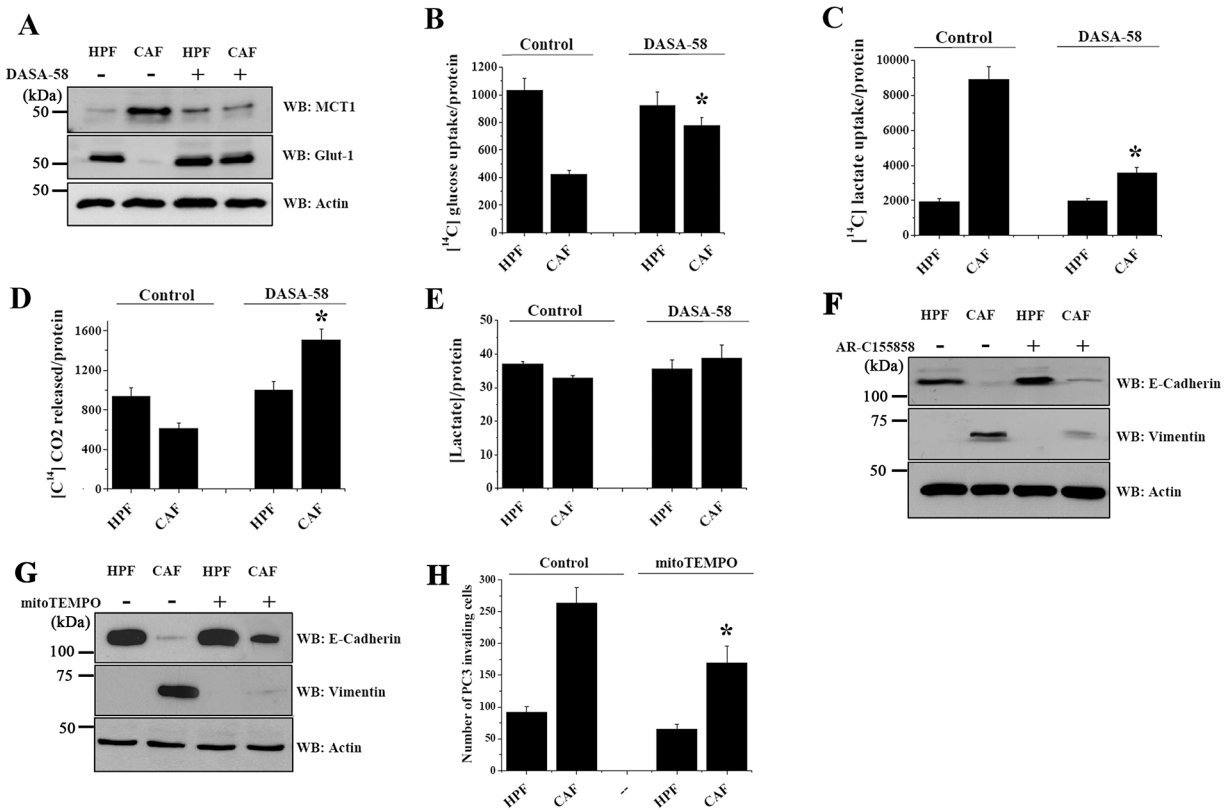 A
HPF CAF HPF CAF
DASA-58 - - + +
(kDa)
50 WB: MCT1
50 WB: Glut-1
50 WB: Actin
B
Control DASA-58
[14C] glucose uptake/protein
1200
1000
800
600
400
200
0
*
HPF CAF HPF CAF
C
Control DASA-58
[14C] lactate uptake/protein
10000
8000
6000
4000
2000
0
*
HPF CAF HPF CAF
D
Control DASA-58
[C14] CO2 released/protein
1600
1200
800
400
0
*
HPF CAF HPF CAF
E
Control DASA-58
[Lactate]/protein
50
40
30
20
10
0
HPF CAF HPF CAF
F
HPF CAF HPF CAF
AR-C155858 - - + +
(kDa)
100 WB: E-Cadherin
75
WB: Vimentin
50
WB: Actin
G
HPF CAF HPF CAF
mitoTEMPO - - + +
(kDa)
100 WB: E-Cadherin
75
WB: Vimentin
50
WB: Actin
H
Control mitoTEMPO
Number of PC3 invading cells
300
250
200
150
100
50
0
*
HPF CAF -- HPF CAF